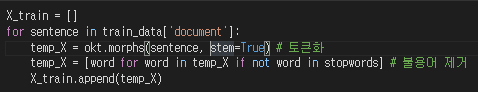 X_train = []
for sentence in train_data['document']:
    temp_X = okt.morphs(sentence, stem=True) # 토큰화
    temp_X = [word for word in temp_X if not word in stopwords] # 불용어 제거
    X_train.append(temp_X)